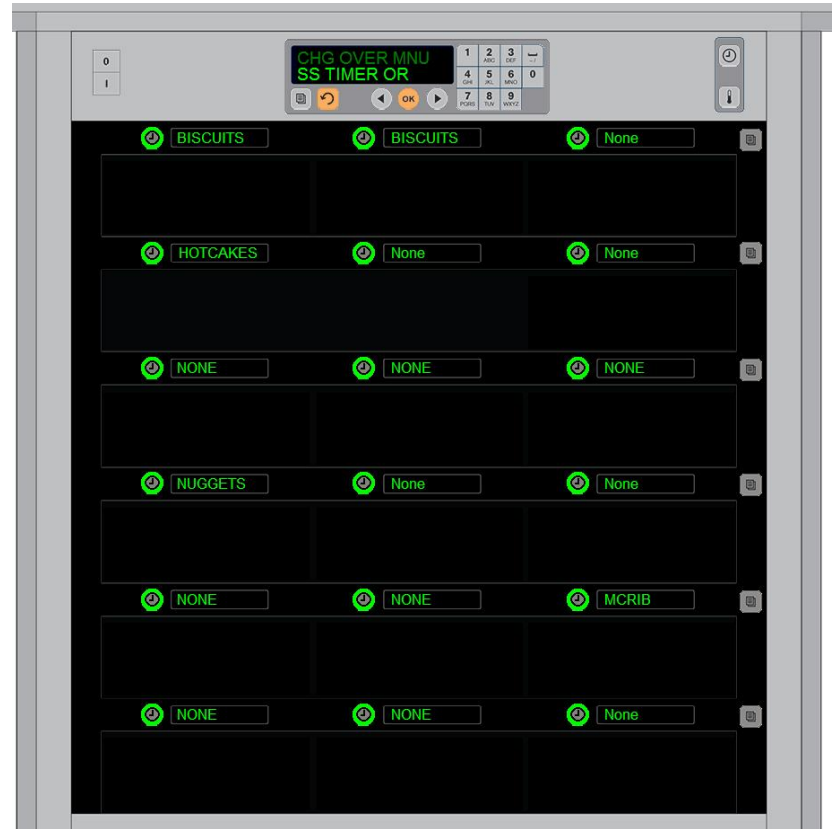 0
I
CHG OVER MNU
SS TIMER OR
1 2 ABC 3 DEF
4 GHI 5 JKL 6 MNO 0
7 PQRS 8 TUV 9 WXYZ
OK
BISCUITS BISCUITS None
HOTCAKES None None
NONE NONE NONE
NUGGETS None None
NONE NONE MCRIB
NONE NONE None